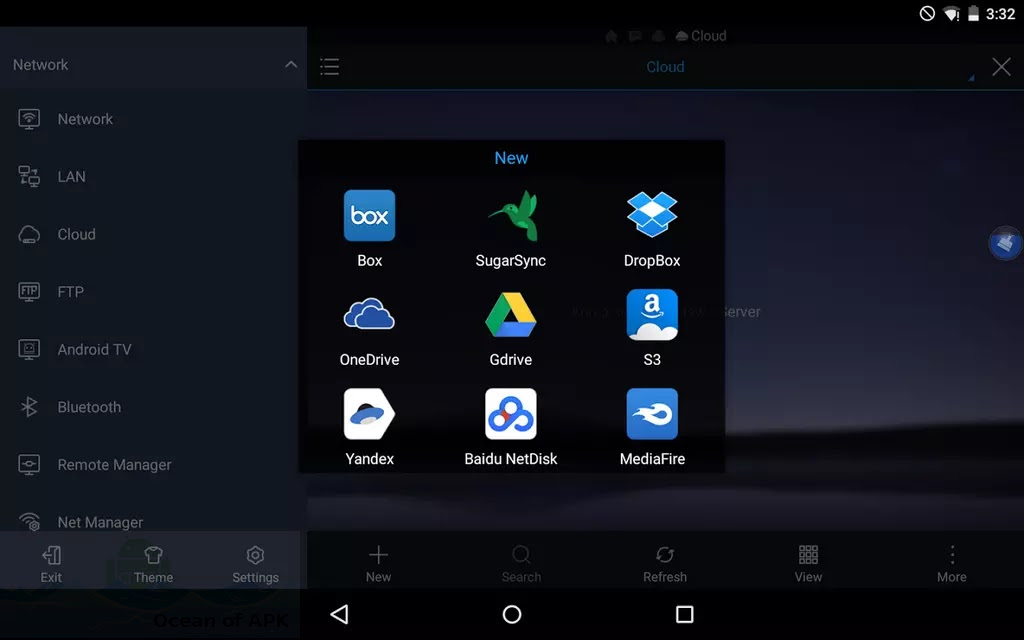 3:32
Network
Cloud
Cloud
Network
LAN
Cloud
FTP
FTP
Android TV
Bluetooth
Remote Manager
Net Manager
New
box
Box
SugarSync
DropBox
OneDrive
Gdrive
a
S3
Yandex
Baidu NetDisk
MediaFire
Server
Exit
Theme
Settings
New
Search
Refresh
View
More
Ocean of APK